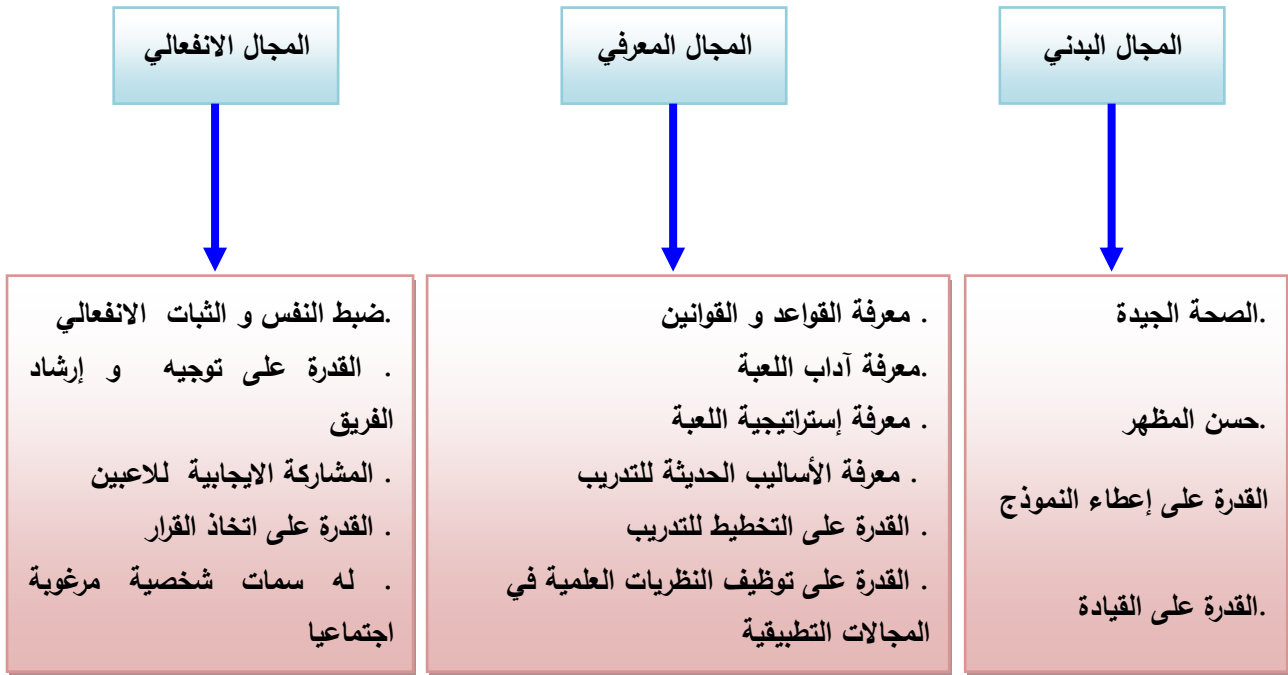 المجال البدني
المجال المعرفي
المجال الانفعالي
.الصحة الجيدة
.حسن المظهر
القدرة على إعطاء النموذج
.القدرة على القيادة
. معرفة القواعد و القوانين
.معرفة آداب اللعبة
. معرفة إستراتيجية اللعبة
. معرفة الأساليب الحديثة للتدريب
. القدرة على التخطيط للتدريب
. القدرة على توظيف النظريات العلمية في
المجالات التطبيقية
.ضبط النفس و الثبات الانفعالي
. القدرة على توجيه و إرشاد
الفريق
. المشاركة الايجابية للاعبين
. القدرة على اتخاذ القرار
. له سمات شخصية مرغوبة
اجتماعيا